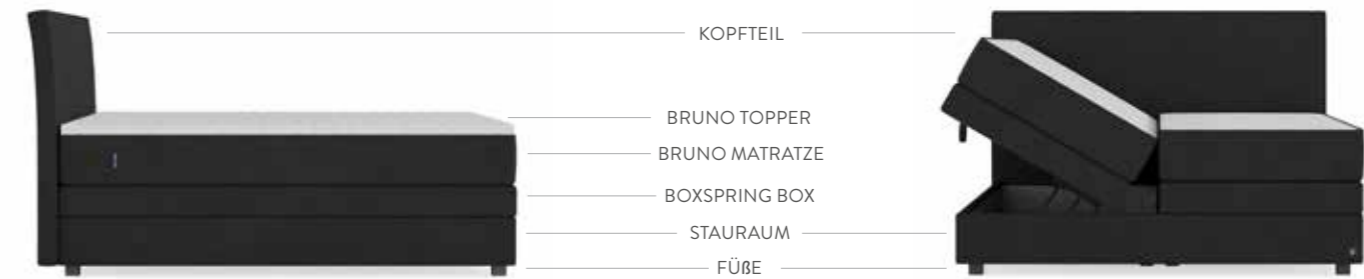 KOPFTEIL
BRUNO TOPPER
BRUNO MATRATZE
BOXSPRING BOX
STAURAUM
FÜßE